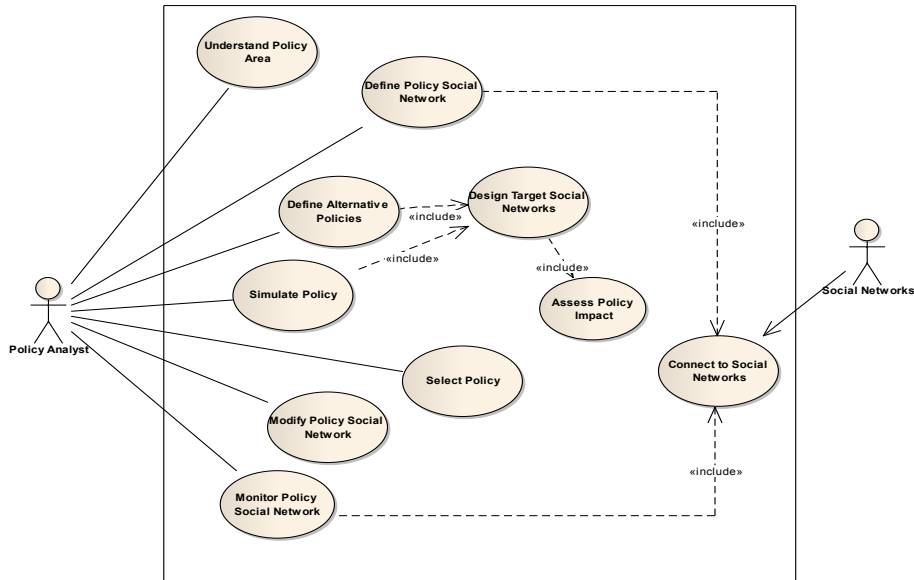 Understand Policy
Area
Define Policy Social
Network
Design Target Social
Networks
Define Alternative
Policies
«include»
«include»
«include»
«include»
Simulate Policy
Assess Policy
Impact
Social Networks
Policy Analyst
Connect to Social
Networks
Select Policy
Modify Policy Social
Network
«include»
Monitor Policy
Social Network